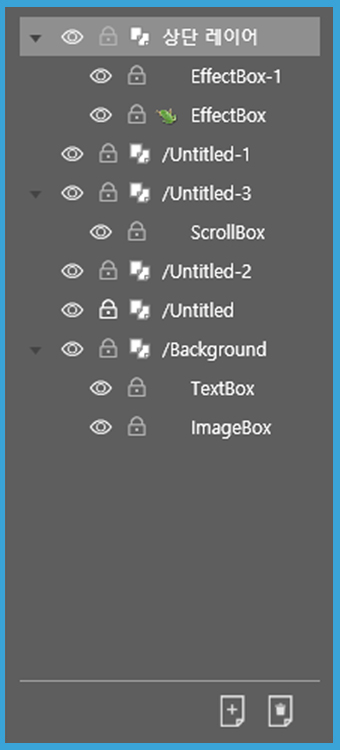 상단 레이어
EffectBox-1
EffectBox
/Untitled-1
/Untitled-3
ScrollBox
/Untitled-2
/Untitled
/Background
TextBox
ImageBox